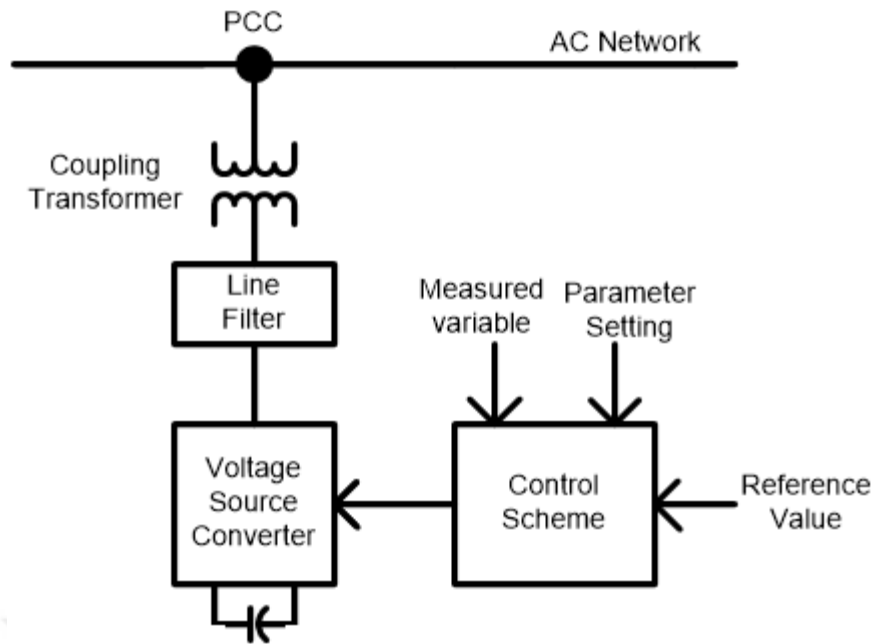 PCC
AC Network
Coupling
Transformer
Line
Filter
Measured
variable
Parameter
Setting
Voltage
Source
Converter
Control
Scheme
Reference
Value